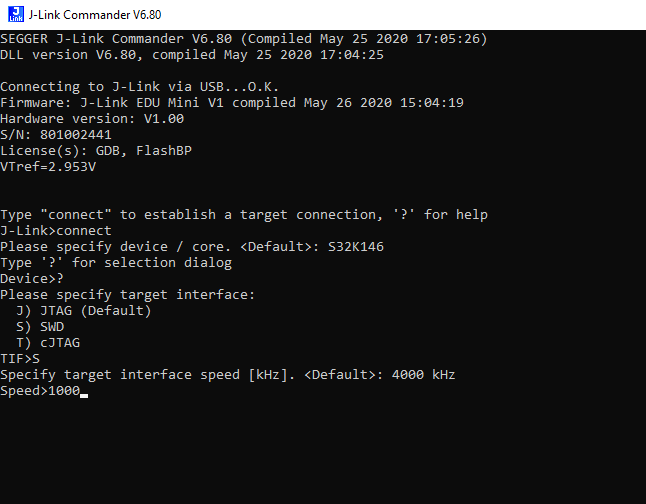 J-Link Commander V6.80
SEGGER J-Link Commander V6.80 (Compiled May 25 2020 17:05:26)
DLL version V6.80, compiled May 25 2020 17:04:25
Connecting to J-Link via USB...O.K.
Firmware: J-Link EDU Mini V1 compiled May 26 2020 15:04:19
Hardware version: V1.00
S/N: 801002441
License(s): GDB, FlashBP
VTref=2.953V
Type "connect" to establish a target connection, '?' for help
J-Link>connect
Please specify device / core. <Default>: S32K146
Type '?' for selection dialog
Device>?
Please specify target interface:
  J) JTAG (Default)
  S) SWD
  T) cJTAG
TIF>S
Specify target interface speed [kHz]. <Default>: 4000 kHz
Speed>1000